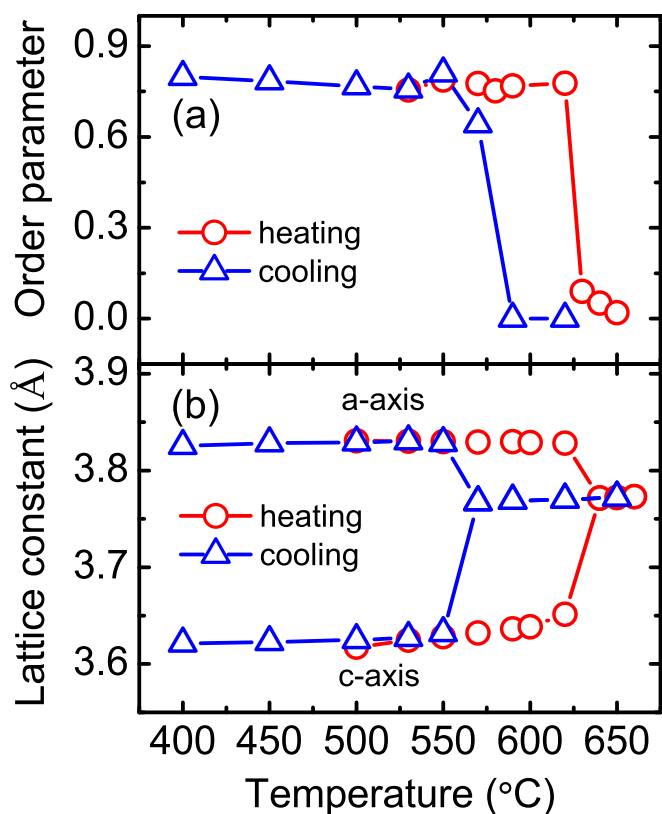 0.9
0.6
0.3
0.0
Order parameter
(a)
heating
cooling
3.9
3.8
3.7
3.6
Lattice constant (Å)
(b)
a-axis
heating
cooling
c-axis
400 450 500 550 600 650
Temperature (°C)